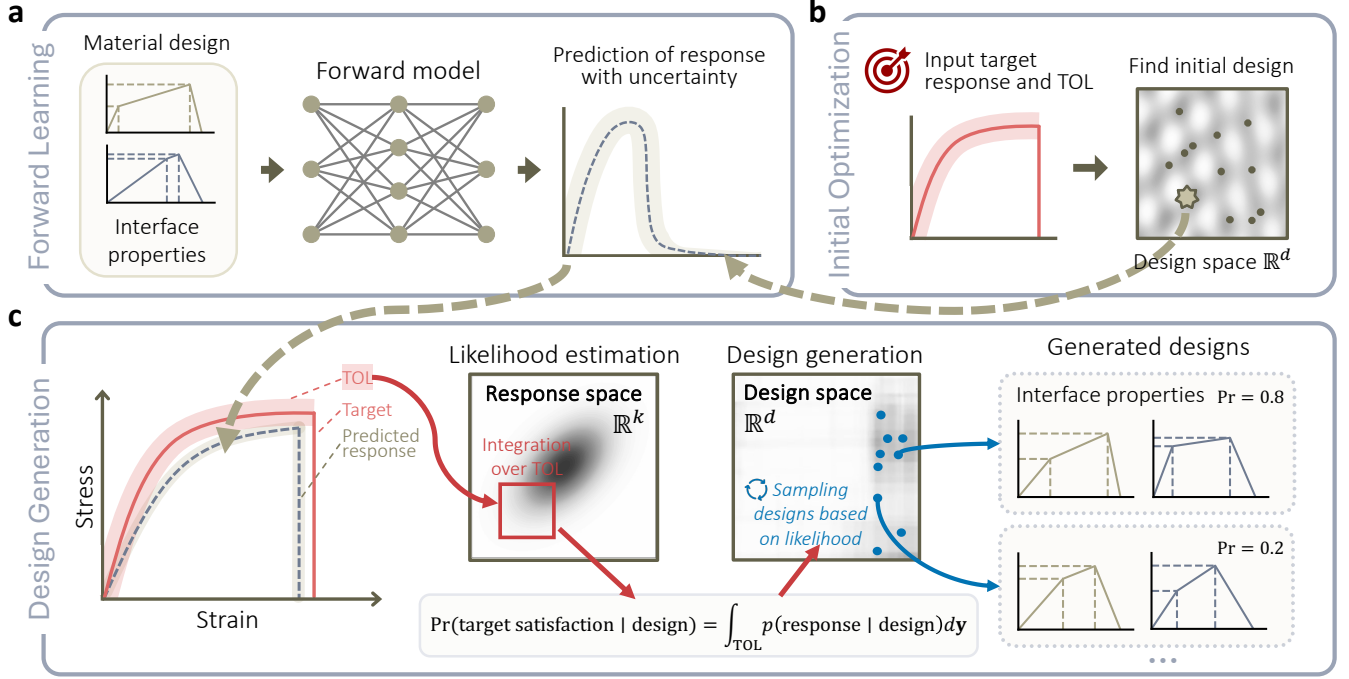 a
Forward Learning
Material design
Interface
properties
Forward model
Prediction of response
with uncertainty
b
Initial Optimization
Input target
response and TOL
Find initial design
Design space ℝ^d
c
Design Generation
Stress
Strain
TOL
Target
Predicted
response
Likelihood estimation
Response space
ℝ^k
Integration
over TOL
Design generation
Design space
ℝ^d
Sampling
designs based
on likelihood
Pr(target satisfaction | design) = ∫_TOL p(response | design)d𝐲
Generated designs
Interface properties
Pr = 0.8
Pr = 0.2